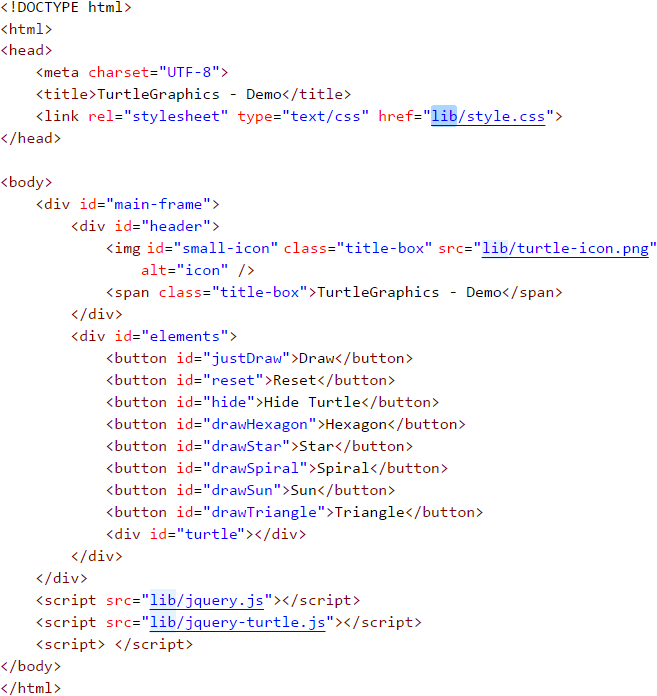 <!DOCTYPE html>
<html>
<head>
    <meta charset="UTF-8">
    <title>TurtleGraphics - Demo</title>
    <link rel="stylesheet" type="text/css" href="lib/style.css">
</head>

<body>
    <div id="main-frame">
        <div id="header">
            <img id="small-icon" class="title-box" src="lib/turtle-icon.png"
                alt="icon" />
            <span class="title-box">TurtleGraphics - Demo</span>
        </div>
        <div id="elements">
            <button id="justDraw">Draw</button>
            <button id="reset">Reset</button>
            <button id="hide">Hide Turtle</button>
            <button id="drawHexagon">Hexagon</button>
            <button id="drawStar">Star</button>
            <button id="drawSpiral">Spiral</button>
            <button id="drawSun">Sun</button>
            <button id="drawTriangle">Triangle</button>
            <div id="turtle"></div>
        </div>
    </div>
    <script src="lib/jquery.js"></script>
    <script src="lib/jquery-turtle.js"></script>
    <script> </script>
</body>
</html>